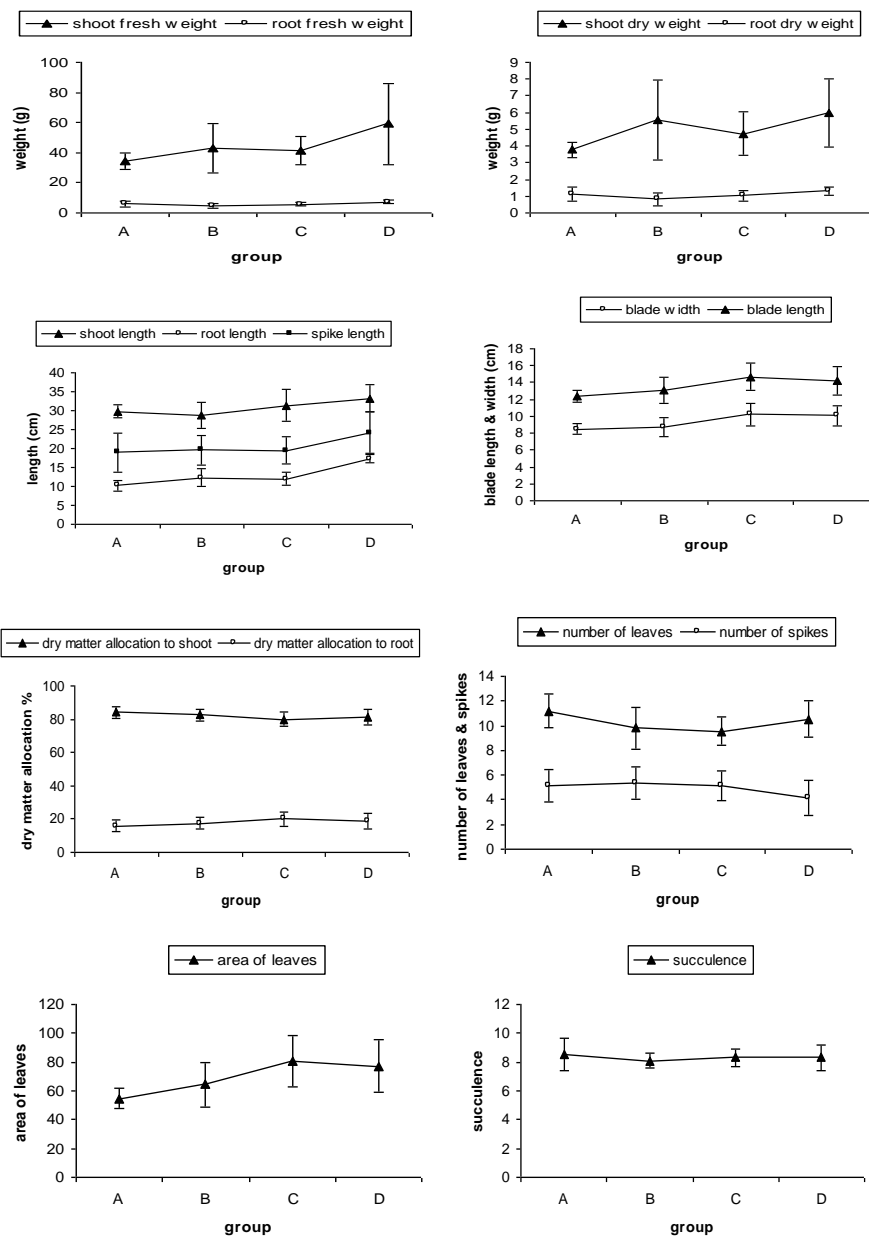 shoot fresh weight root fresh weight
100
80
60
40
20
0
weight (g)
A B C D
group
shoot dry weight root dry weight
9
8
7
6
5
4
3
2
1
0
weight (g)
A B C D
group
shoot length root length spike length
40
35
30
25
20
15
10
5
0
length (cm)
A B C D
group
blade width blade length
18
16
14
12
10
8
6
4
2
0
blade length & width (cm)
A B C D
group
dry matter allocation to shoot dry matter allocation to root
100
80
60
40
20
0
dry matter allocation %
A B C D
group
number of leaves number of spikes
14
12
10
8
6
4
2
0
number of leaves & spikes
A B C D
group
area of leaves
120
100
80
60
40
20
0
area of leaves
A B C D
group
succulence
12
10
8
6
4
2
0
succulence
A B C D
group